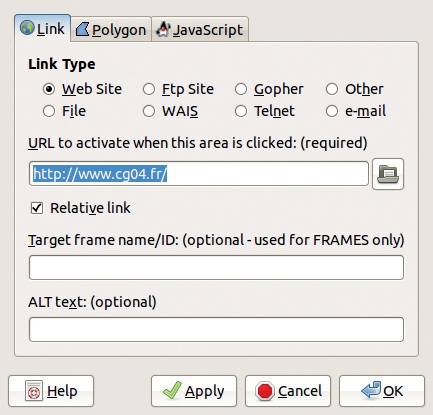 Link Polygon JavaScript
Link Type
Web Site Ftp Site Gopher Other
File WAIS Telnet e-mail
URL to activate when this area is clicked: (required)
http://www.cg04.fr/
Relative link
Target frame name/ID: (optional - used for FRAMES only)
ALT text: (optional)
Help Apply Cancel OK